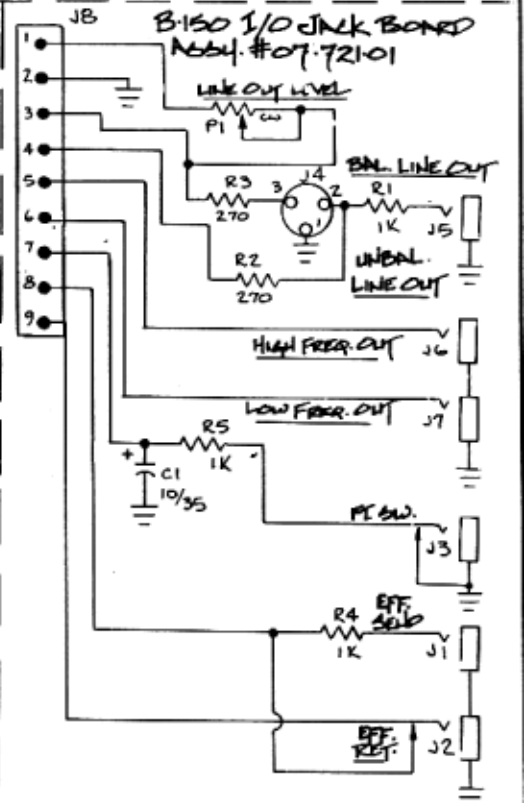 J8
B-150 I/O JACK BOARD
ASSY. #07-721-01
1
2
3
4
5
6
7
8
9
LINE OUT LEVEL
P1
CW
R3
270
3
J4
2
1
BAL. LINE OUT
R1
1K
J5
UNBAL.
LINE OUT
R2
270
HIGH FREQ. OUT
J6
LOW FREQ. OUT
J7
R5
1K
+
C1
10/35
FT. SW.
J3
R4
1K
EFF.
SEND
J1
EFF.
RET.
J2